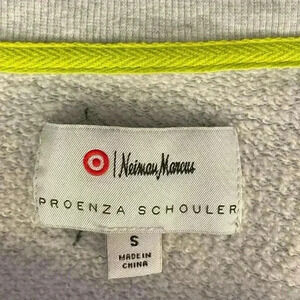 Neiman Marcus
PROENZA SCHOULER
S
MADE IN
CHINA